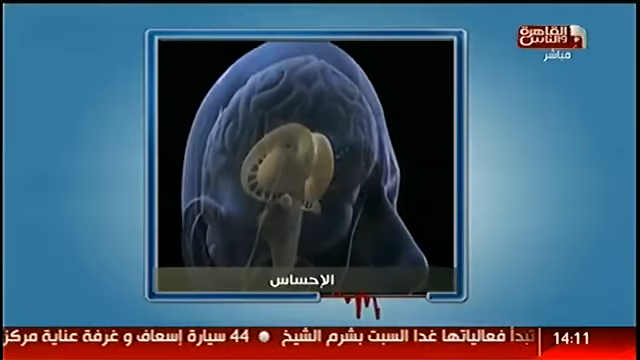 القاهرة
والناس
مباشر
الإحساس
تبدأ فعالياتها غدا السبت بشرم الشيخ ● 44 سيارة إسعاف و غرفة عناية مركز
14:11